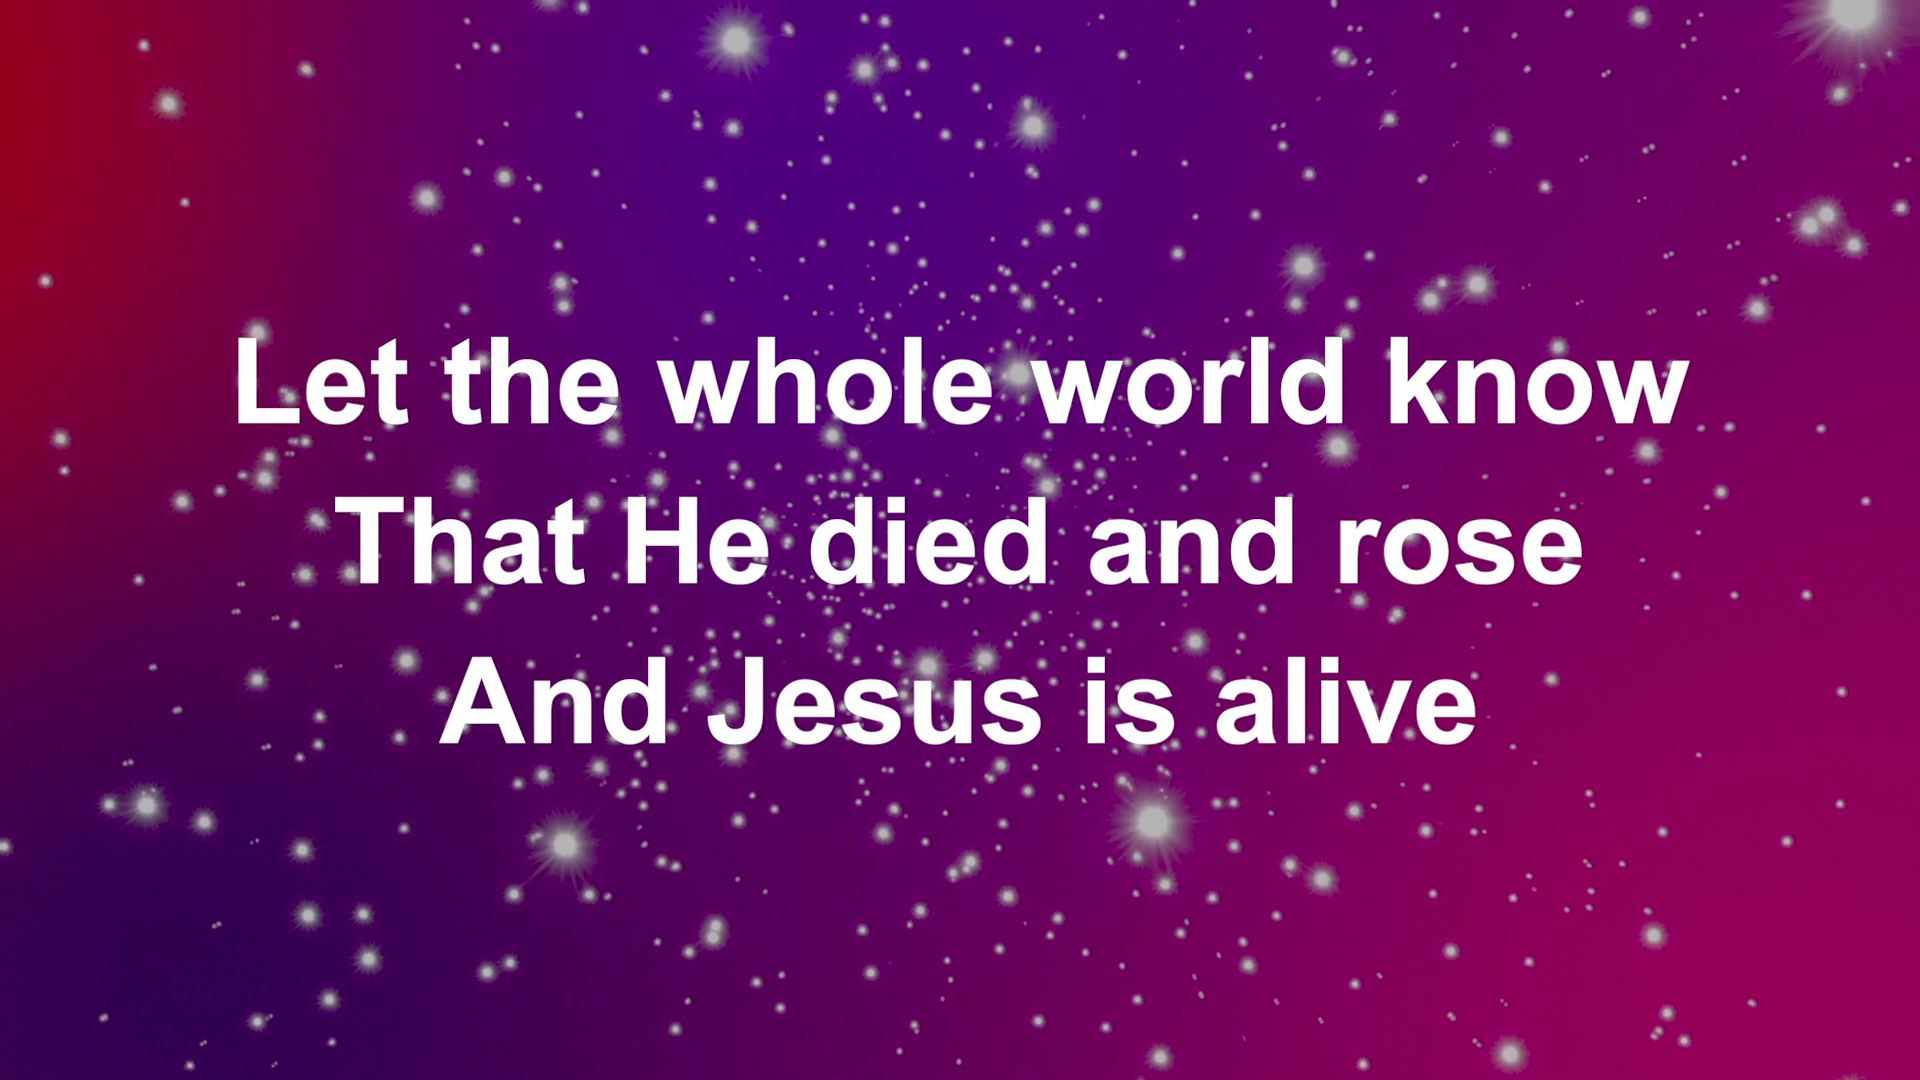 Let the whole world know
That He died and rose
And Jesus is alive